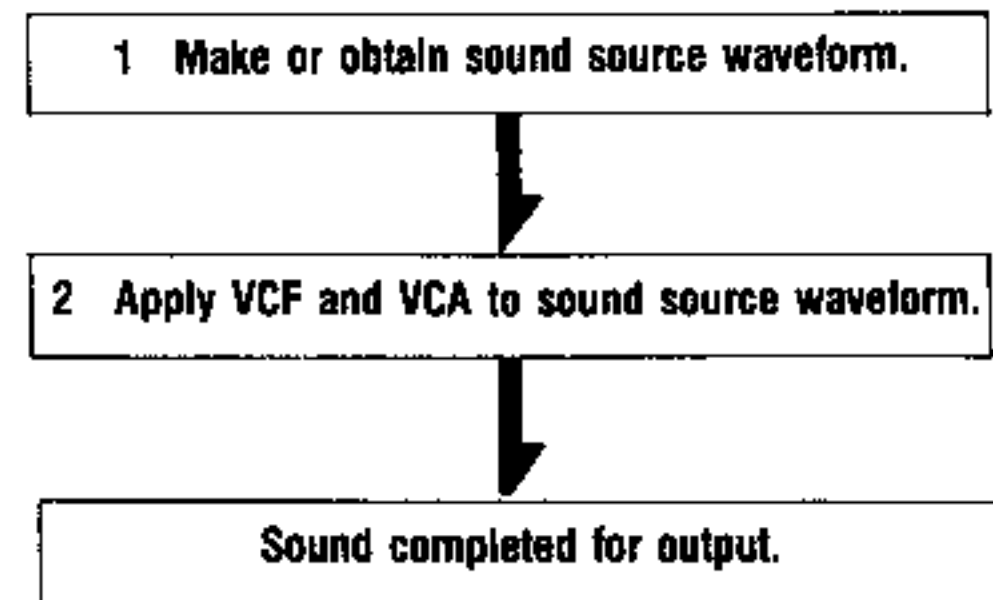 1 Make or obtain sound source waveform.
2 Apply VCF and VCA to sound source waveform.
Sound completed for output.